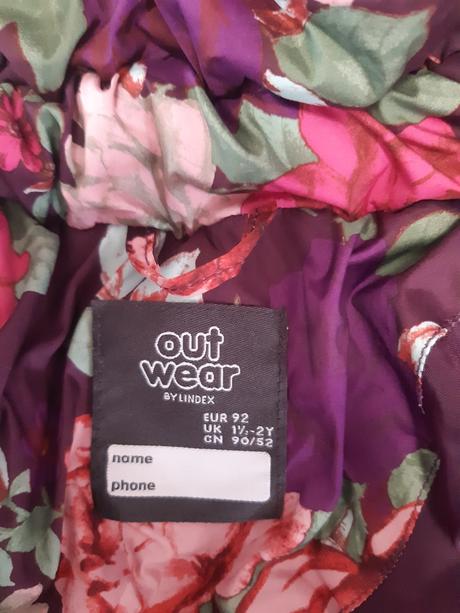 out
wear
BY LINDEX
EUR 92
UK 1½-2Y
CN 90/52
name
phone